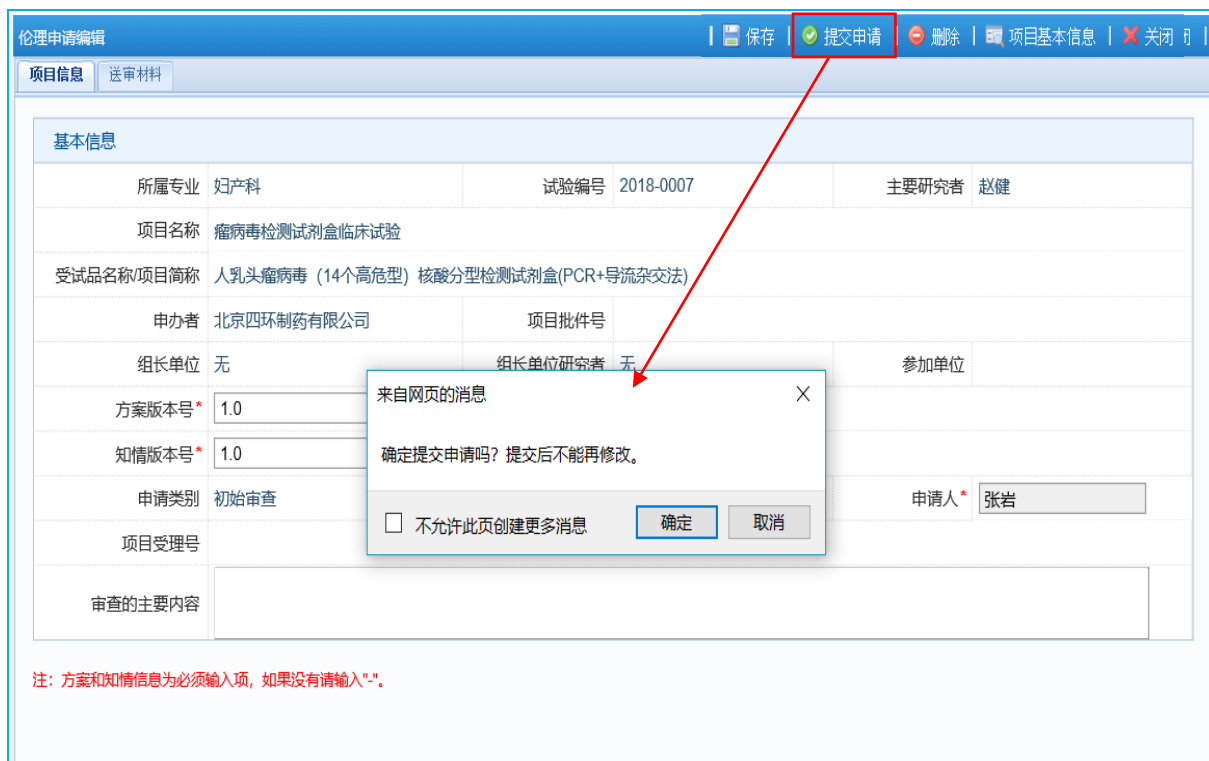 伦理申请编辑 保存 提交申请 删除 项目基本信息 关闭
项目信息 送审材料
基本信息
所属专业 妇产科 试验编号 2018-0007 主要研究者 赵健
项目名称 瘤病毒检测试剂盒临床试验
受试品名称/项目简称 人乳头瘤病毒（14个高危型）核酸分型检测试剂盒(PCR+导流杂交法)
申办者 北京四环制药有限公司 项目批件号
组长单位 无 组长单位研究者 无 参加单位
方案版本号* 1.0
知情版本号* 1.0
申请类别 初始审查 申请人* 张岩
项目受理号
审查的主要内容
来自网页的消息 X
确定提交申请吗？提交后不能再修改。
不允许此页创建更多消息 确定 取消
注：方案和知情信息为必须输入项，如果没有请输入"-"。